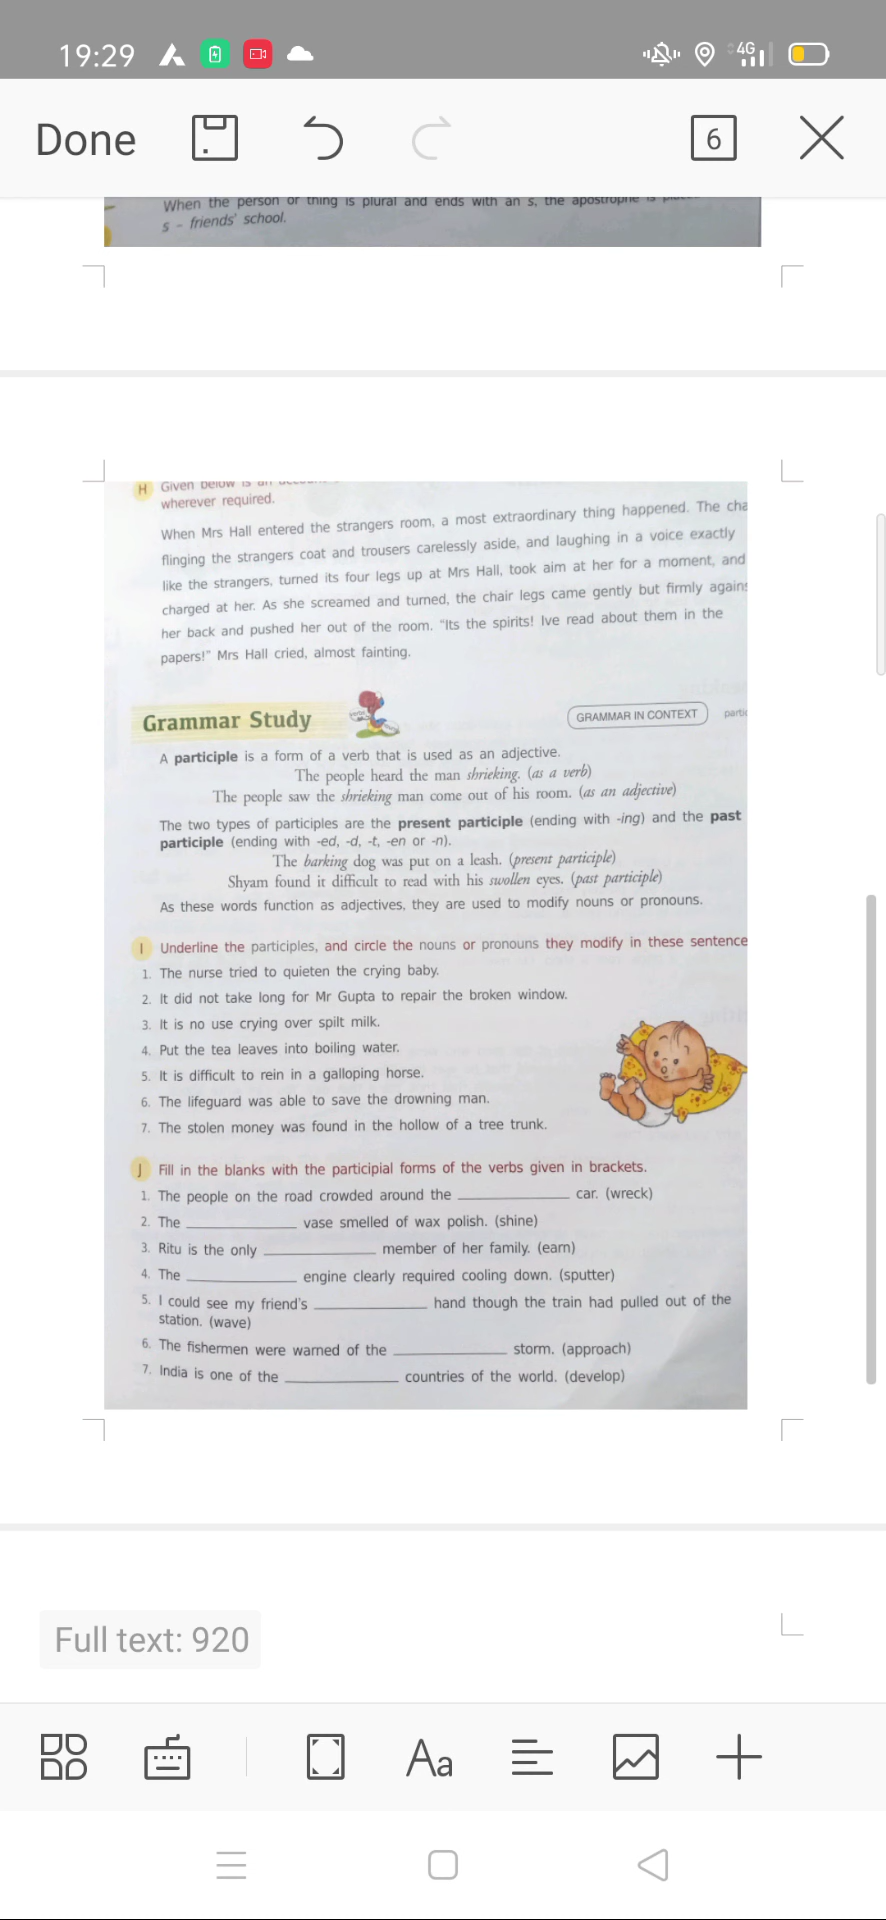 19:29
4G
Done
6
When the person or thing is plural and ends with an s, the apostrophe is
s – friends' school.
H Given below is an
wherever required.
When Mrs Hall entered the strangers room, a most extraordinary thing happened. The cha
flinging the strangers coat and trousers carelessly aside, and laughing in a voice exactly
like the strangers, turned its four legs up at Mrs Hall, took aim at her for a moment, and
charged at her. As she screamed and turned, the chair legs came gently but firmly agains
her back and pushed her out of the room. "Its the spirits! Ive read about them in the
papers!" Mrs Hall cried, almost fainting.
Grammar Study
GRAMMAR IN CONTEXT
partic
A participle is a form of a verb that is used as an adjective.
The people heard the man shrieking. (as a verb)
The people saw the shrieking man come out of his room. (as an adjective)
The two types of participles are the present participle (ending with -ing) and the past
participle (ending with -ed, -d, -t, -en or -n).
The barking dog was put on a leash. (present participle)
Shyam found it difficult to read with his swollen eyes. (past participle)
As these words function as adjectives, they are used to modify nouns or pronouns.
I Underline the participles, and circle the nouns or pronouns they modify in these sentence
1. The nurse tried to quieten the crying baby.
2. It did not take long for Mr Gupta to repair the broken window.
3. It is no use crying over spilt milk.
4. Put the tea leaves into boiling water.
5. It is difficult to rein in a galloping horse.
6. The lifeguard was able to save the drowning man.
7. The stolen money was found in the hollow of a tree trunk.
J Fill in the blanks with the participial forms of the verbs given in brackets.
1. The people on the road crowded around the ____________ car. (wreck)
2. The ____________ vase smelled of wax polish. (shine)
3. Ritu is the only ____________ member of her family. (earn)
4. The ____________ engine clearly required cooling down. (sputter)
5. I could see my friend's ____________ hand though the train had pulled out of the
station. (wave)
6. The fishermen were warned of the ____________ storm. (approach)
7. India is one of the ____________ countries of the world. (develop)
Full text: 920
Aa